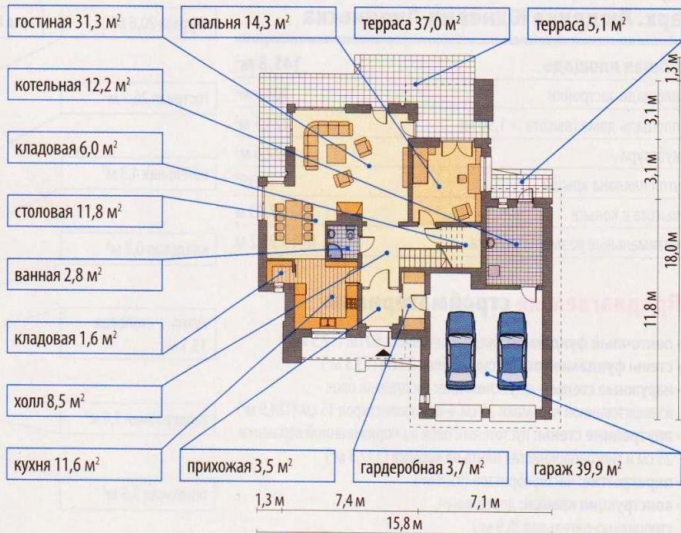 гостиная 31,3 м²
спальня 14,3 м²
терраса 37,0 м²
терраса 5,1 м²
котельная 12,2 м²
кладовая 6,0 м²
столовая 11,8 м²
ванная 2,8 м²
кладовая 1,6 м²
холл 8,5 м²
кухня 11,6 м²
прихожая 3,5 м²
гардеробная 3,7 м²
гараж 39,9 м²
1,3 м
3,1 м
3,1 м
11,8 м
18,0 м
1,3 м
7,4 м
7,1 м
15,8 м